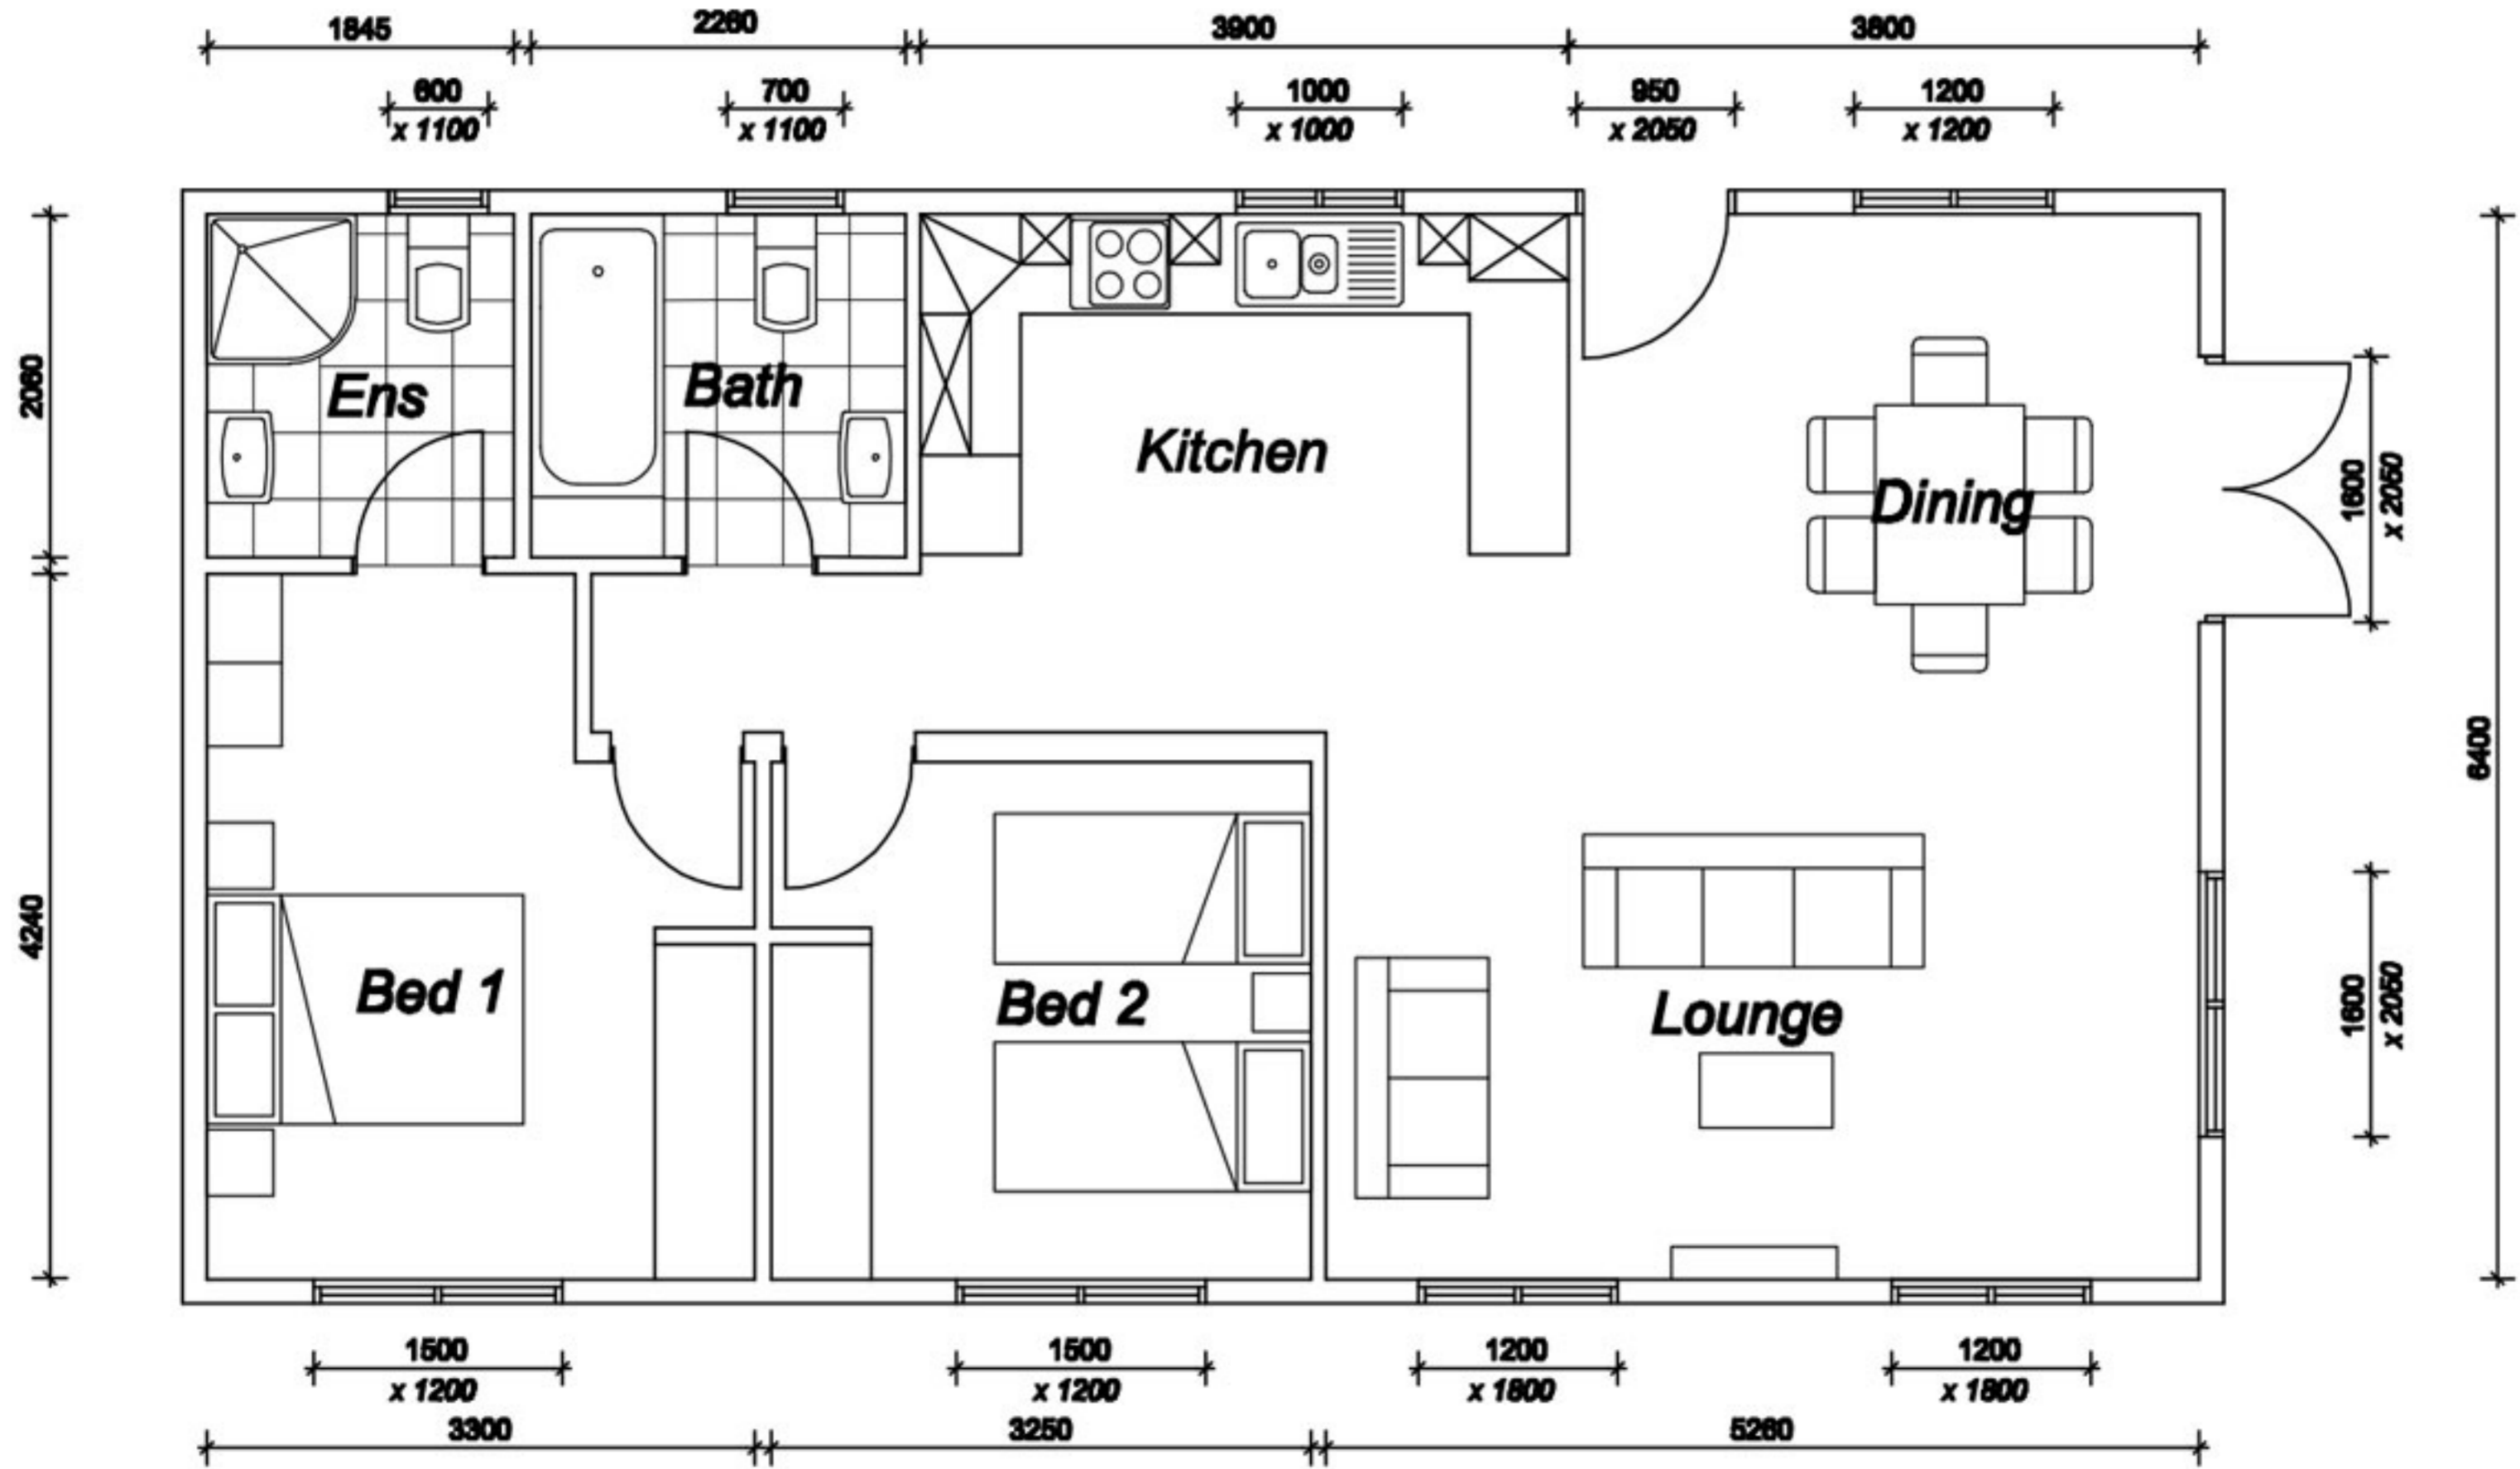 1845
2260
3900
3800
600
x 1100
700
x 1100
1000
x 1000
950
x 2050
1200
x 1200
2060
Ens
Bath
Kitchen
Dining
1600
x 2050
6400
4240
Bed 1
Bed 2
Lounge
1600
x 2050
1500
x 1200
1500
x 1200
1200
x 1800
1200
x 1800
3300
3250
5260